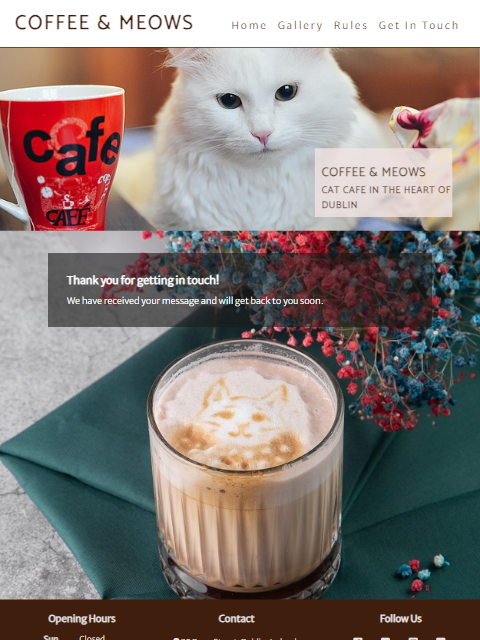 COFFEE & MEOWS
Home Gallery Rules Get In Touch
cafe
CAFÉ
COFFEE & MEOWS
CAT CAFE IN THE HEART OF
DUBLIN
Thank you for getting in touch!
We have received your message and will get back to you soon.
Opening Hours Contact Follow Us
Sun Closed